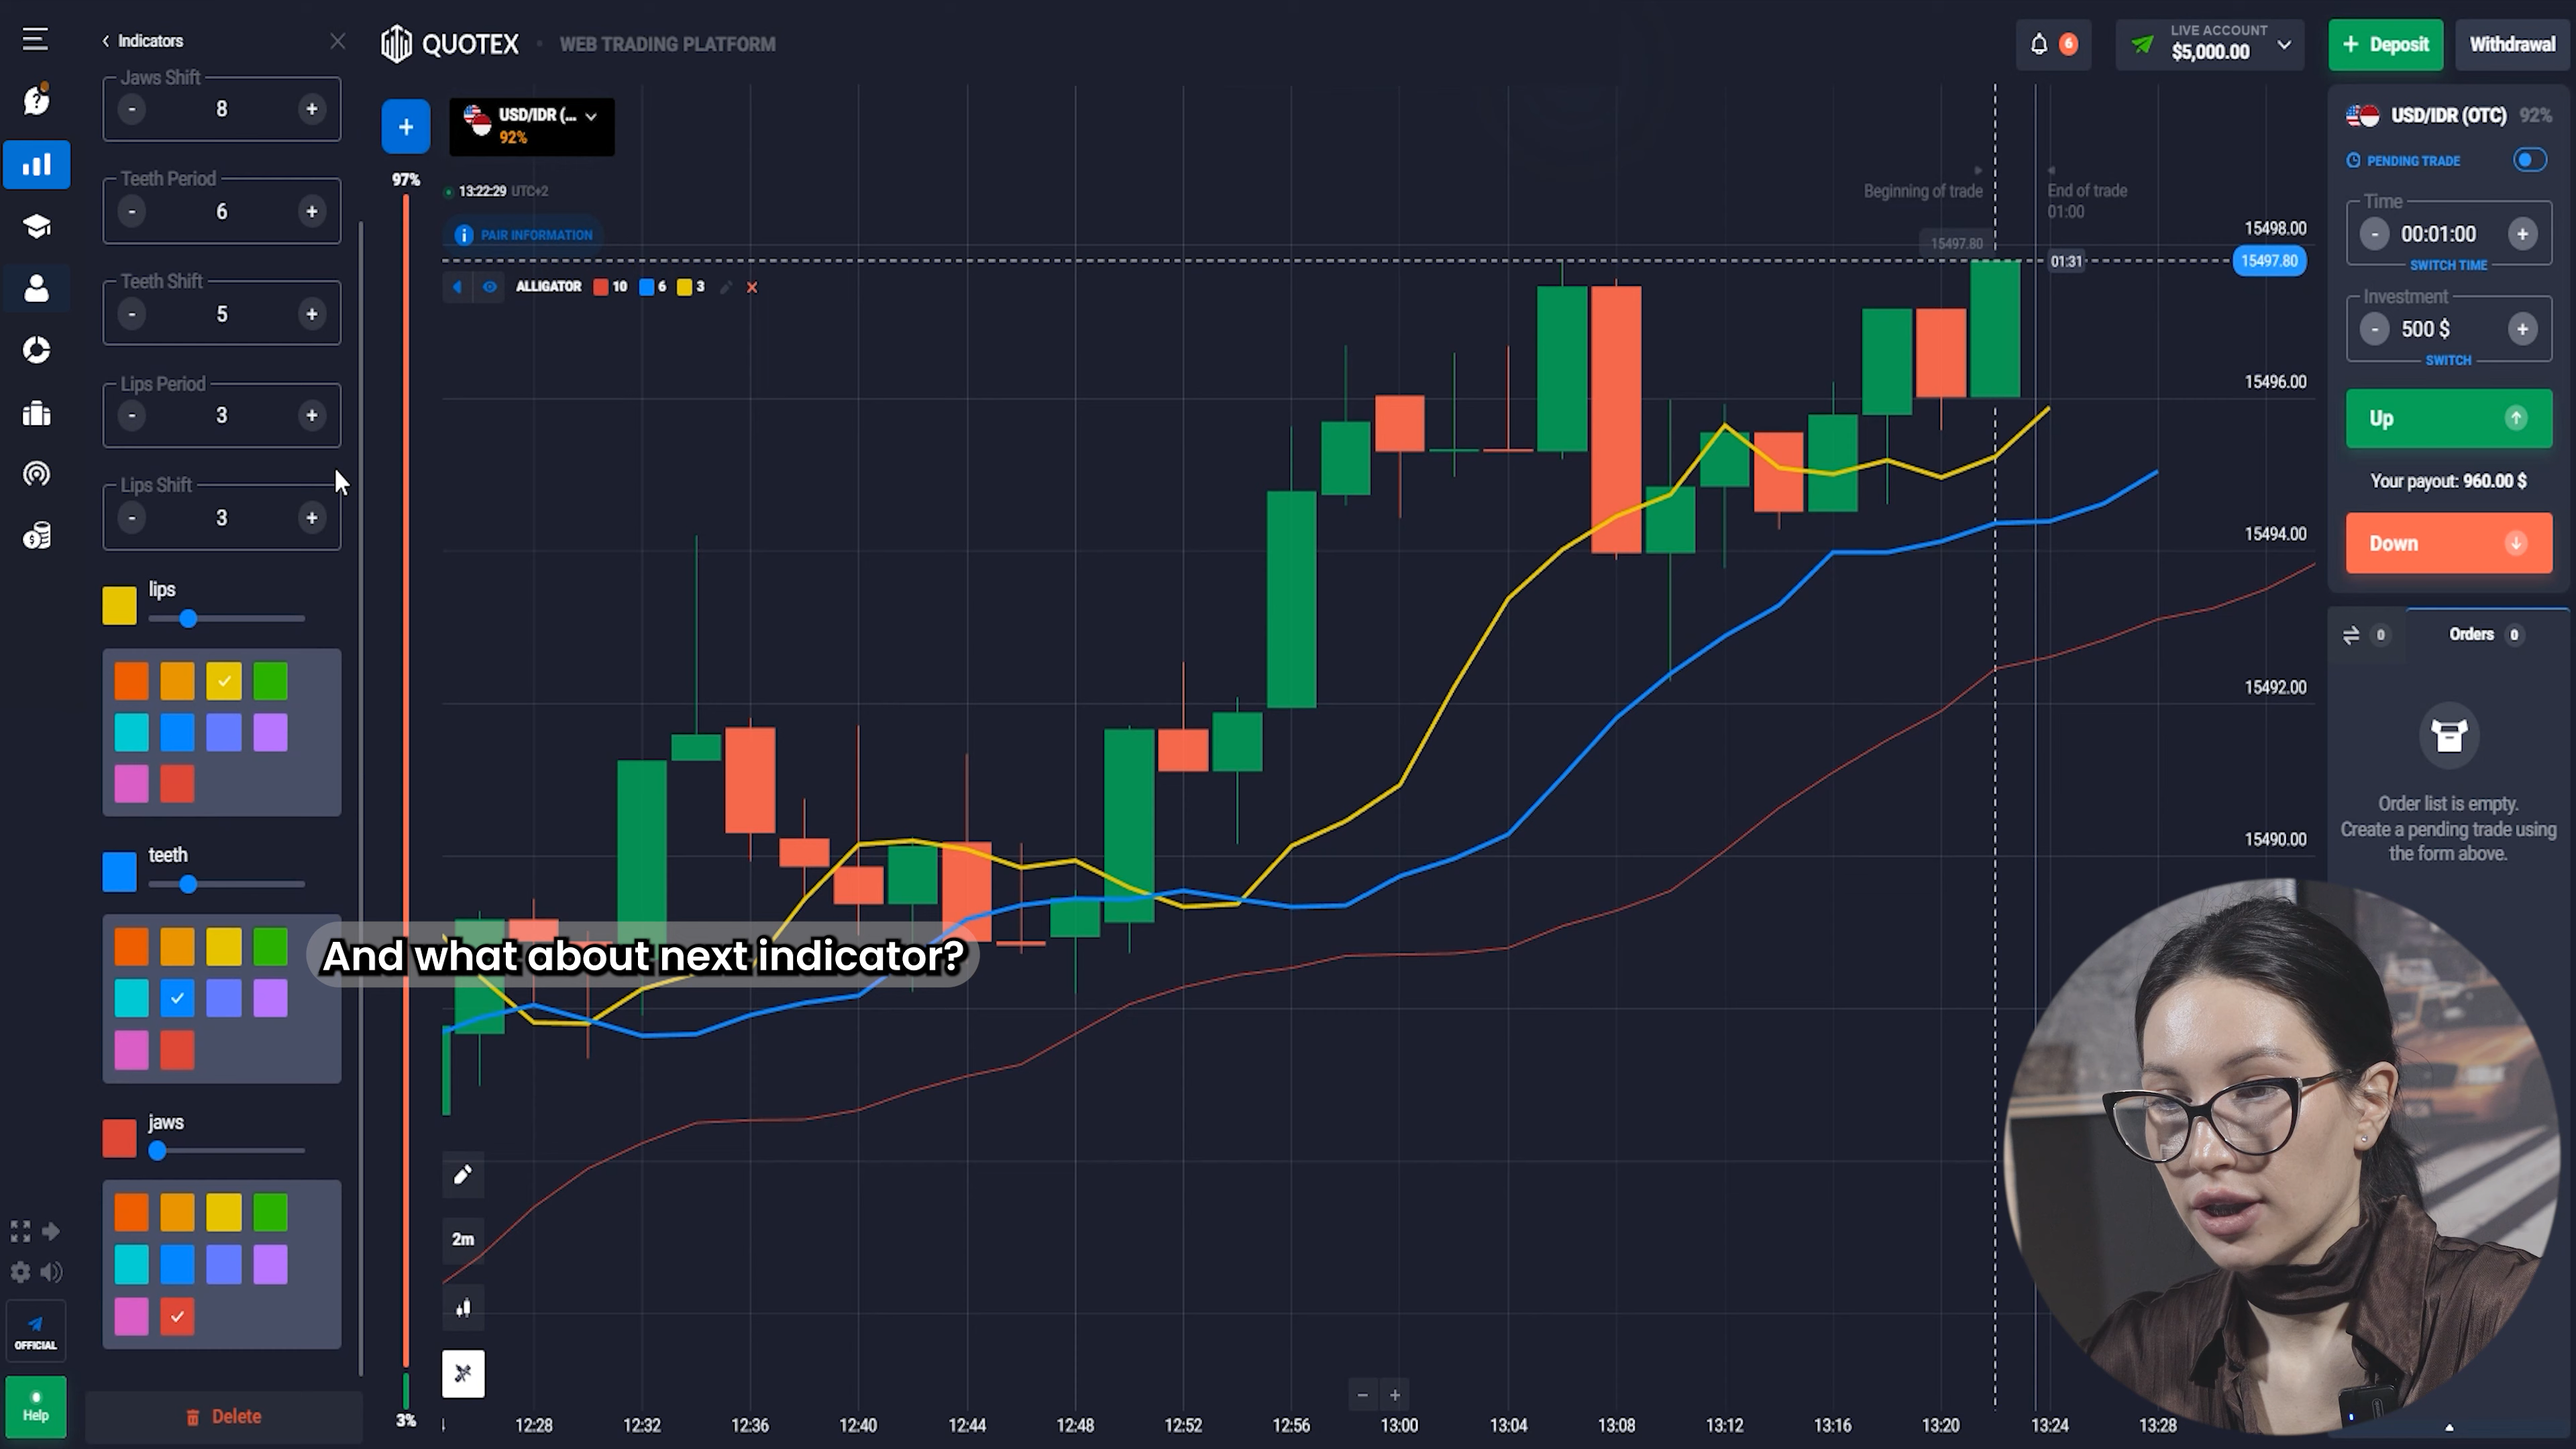 Indicators
QUOTEX
WEB TRADING PLATFORM
6
LIVE ACCOUNT
$5,000.00
+ Deposit
Withdrawal
Jaws Shift
- 8 +
Teeth Period
- 6 +
Teeth Shift
- 5 +
Lips Period
- 3 +
Lips Shift
- 3 +
lips
teeth
jaws
Delete
OFFICIAL
Help
+
USD/IDR (...
92%
97%
3%
13:22:29 UTC+2
PAIR INFORMATION
ALLIGATOR 10 6 3
Beginning of trade
End of trade
01:00
15497.80
01:31
15497.80
15498.00
15496.00
15494.00
15492.00
15490.00
And what about next indicator?
2m
- +
12:28 12:32 12:36 12:40 12:44 12:48 12:52 12:56 13:00 13:04 13:08 13:12 13:16 13:20 13:24 13:28
USD/IDR (OTC) 92%
PENDING TRADE
Time
- 00:01:00 +
SWITCH TIME
Investment
- 500 $ +
SWITCH
Up
Your payout: 960.00 $
Down
0
Orders 0
Order list is empty.
Create a pending trade using
the form above.